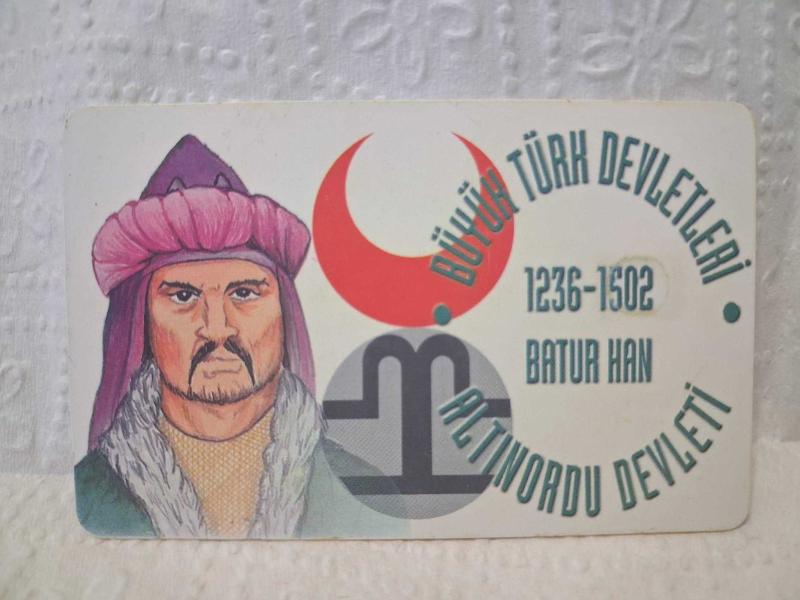 BÜYÜK TÜRK DEVLETLERİ
1236-1502
BATUR HAN
ALTINORDU DEVLETİ